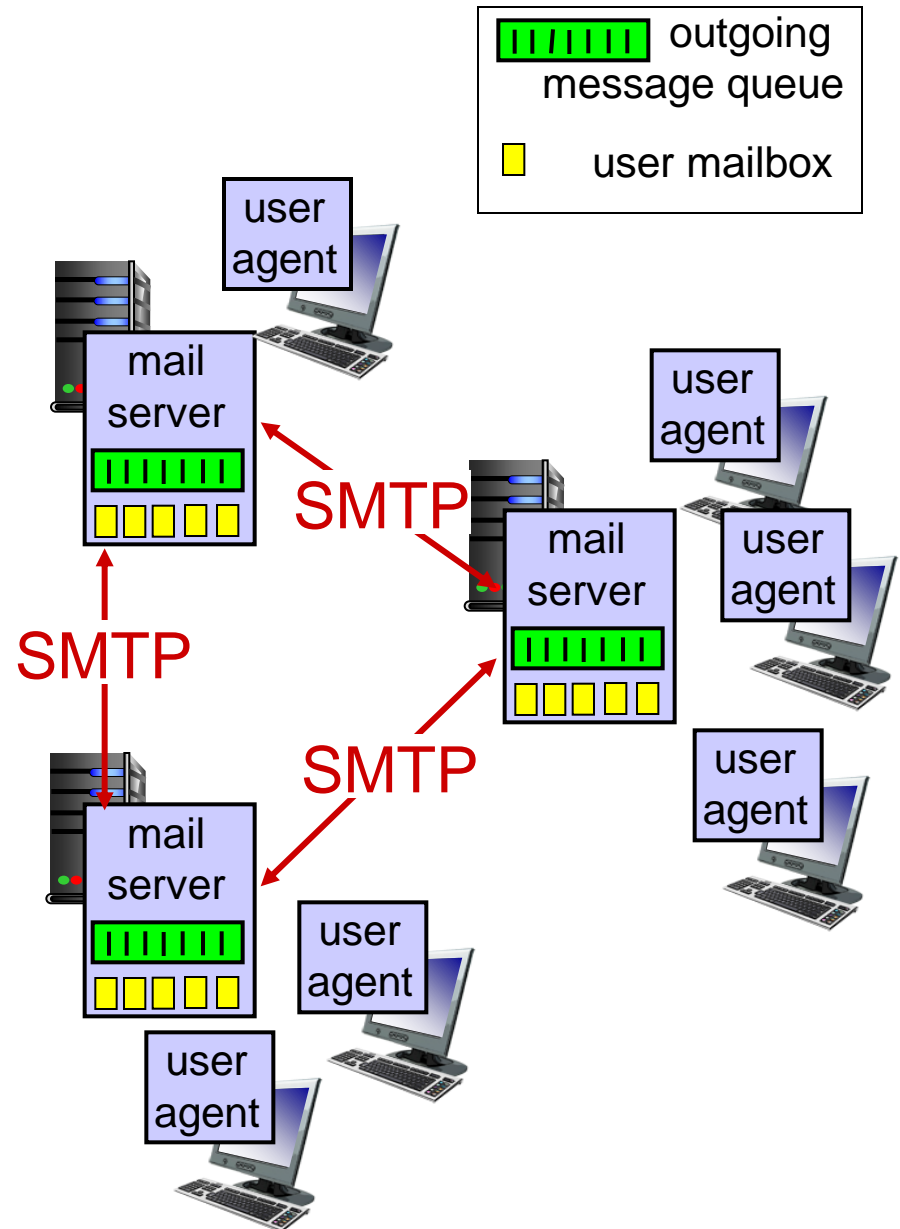 outgoing
message queue
user mailbox
user
agent
mail
server
SMTP
user
agent
mail
server
user
agent
SMTP
SMTP
user
agent
mail
server
user
agent
user
agent